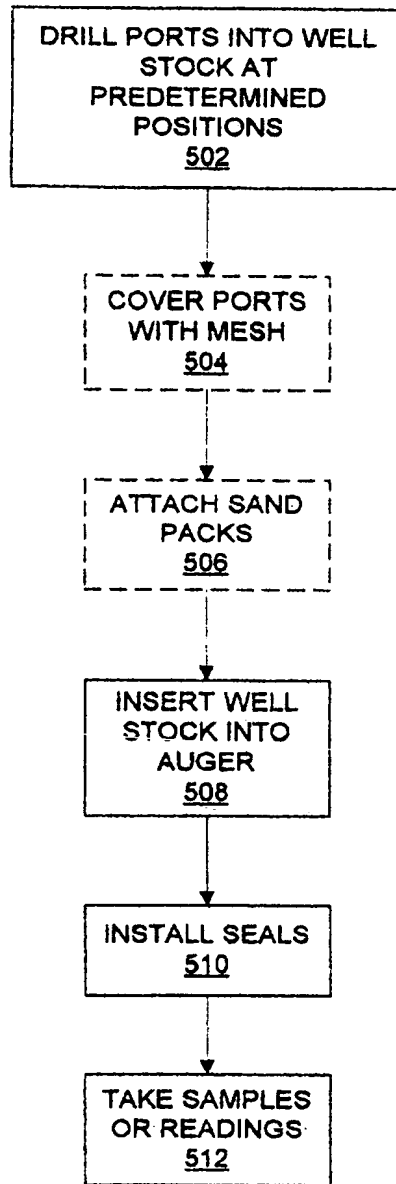 DRILL PORTS INTO WELL
STOCK AT
PREDETERMINED
POSITIONS
502
COVER PORTS
WITH MESH
504
ATTACH SAND
PACKS
506
INSERT WELL
STOCK INTO
AUGER
508
INSTALL SEALS
510
TAKE SAMPLES
OR READINGS
512